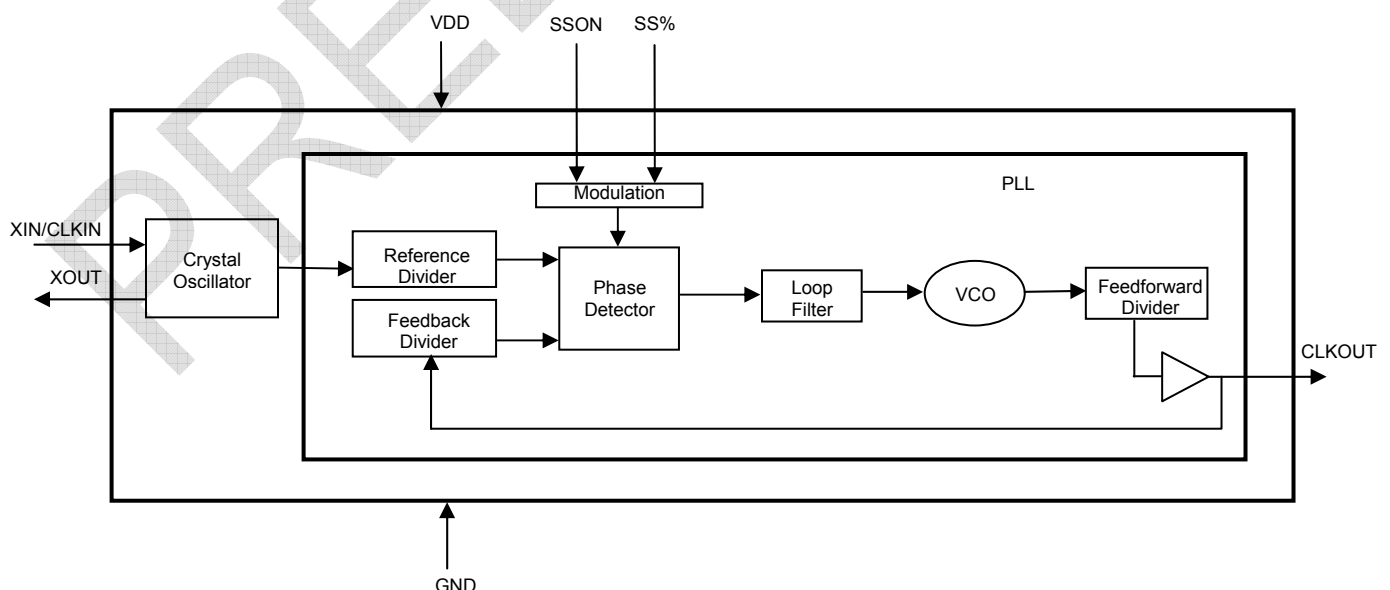 VDD
SSON
SS%
Modulation
PLL
XIN/CLKIN
XOUT
Crystal
Oscillator
Reference
Divider
Feedback
Divider
Phase
Detector
Loop
Filter
VCO
Feedforward
Divider
CLKOUT
GND